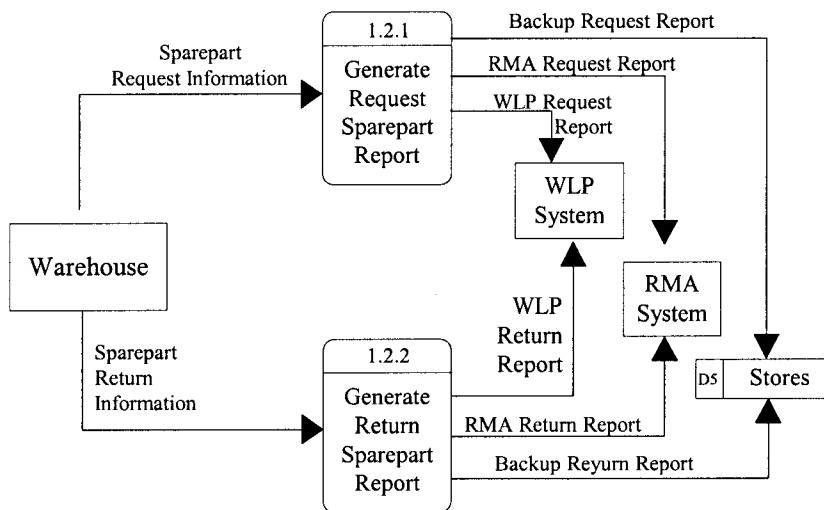 Backup Request Report
1.2.1
Sparepart
Request Information
RMA Request Report
Generate
Request
Sparepart
Report
WLP Request
Report
WLP
System
Warehouse
RMA
System
WLP
Return
Report
Sparepart
Return
Information
1.2.2
D5 Stores
Generate
Return
Sparepart
Report
RMA Return Report
Backup Reyurn Report